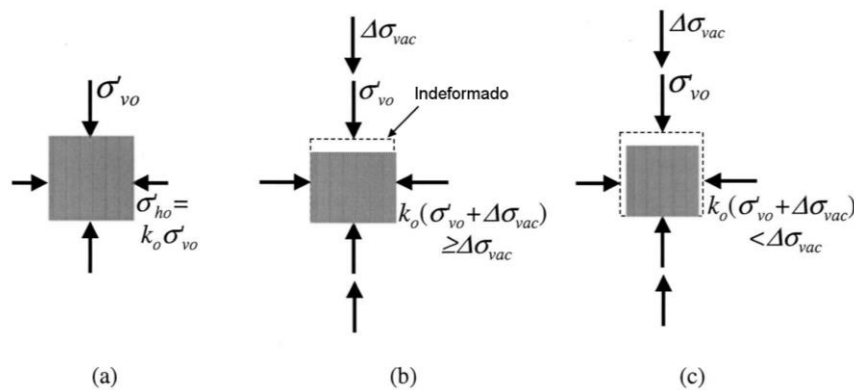 σ'vo
σ'ho=
koσ'vo
(a)
Δσvac
σ'vo
Indeformado
ko(σ'vo+Δσvac)
≥Δσvac
(b)
Δσvac
σ'vo
ko(σ'vo+Δσvac)
<Δσvac
(c)